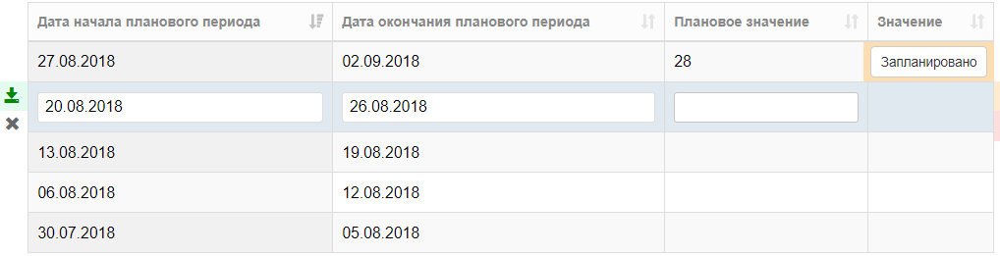 Дата начала планового периода Дата окончания планового периода Плановое значение Значение
27.08.2018 02.09.2018 28 Запланировано
20.08.2018 26.08.2018
13.08.2018 19.08.2018
06.08.2018 12.08.2018
30.07.2018 05.08.2018